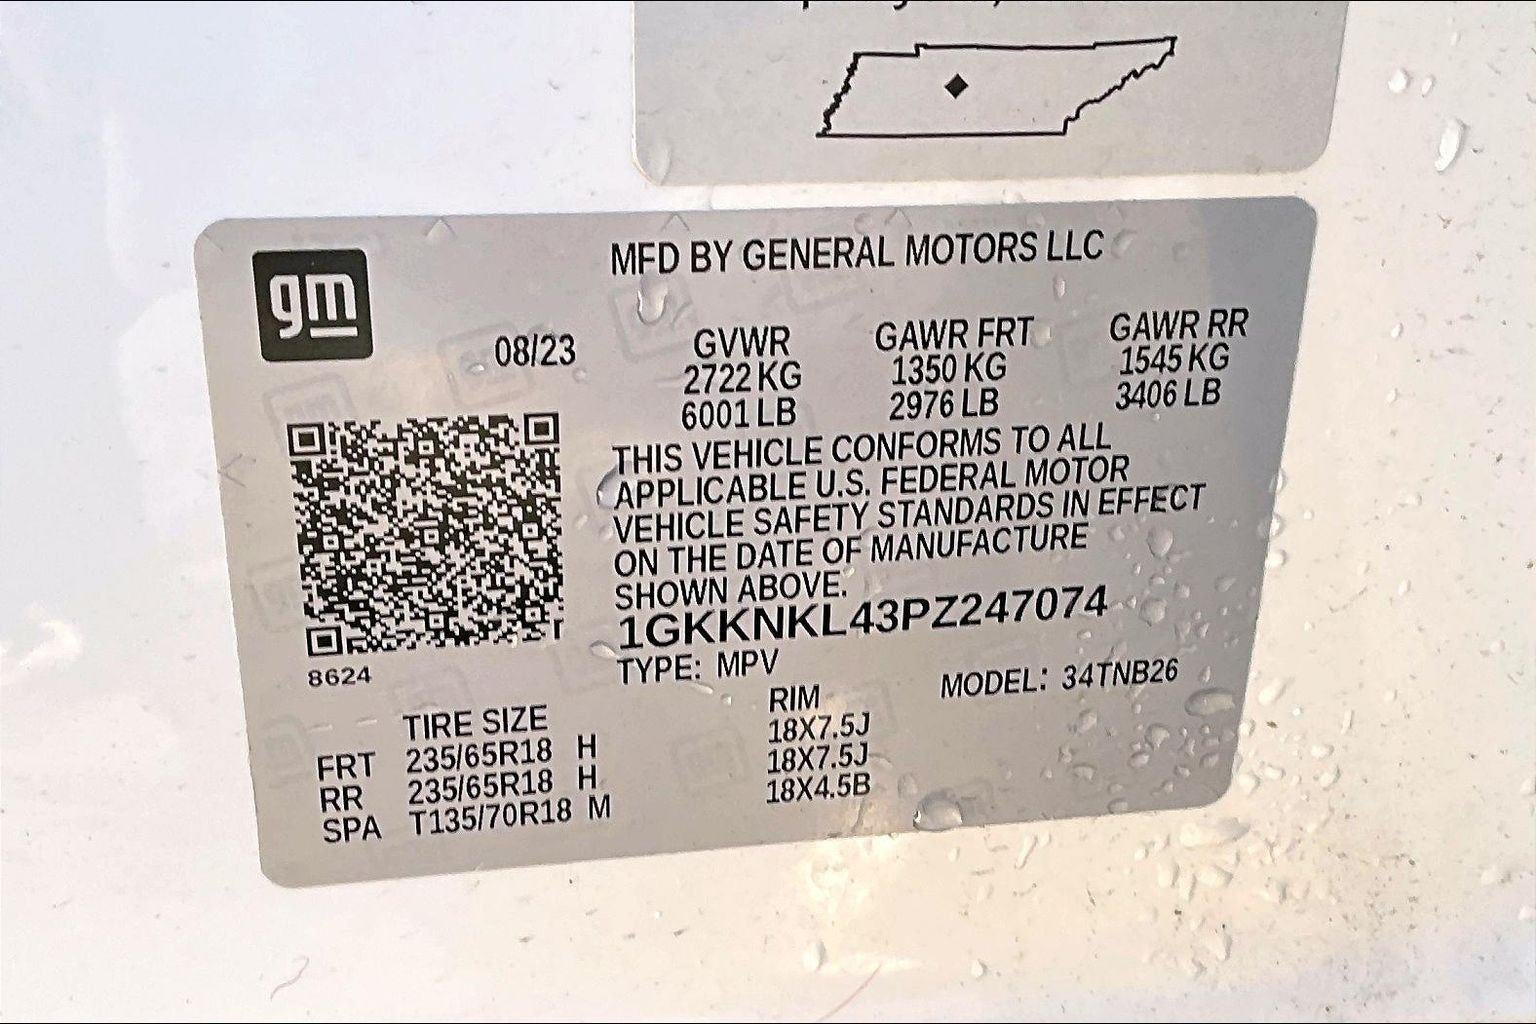 gm
MFD BY GENERAL MOTORS LLC
08/23
GVWR GAWR FRT GAWR RR
2722 KG 1350 KG 1545 KG
6001 LB 2976 LB 3406 LB
THIS VEHICLE CONFORMS TO ALL
APPLICABLE U.S. FEDERAL MOTOR
VEHICLE SAFETY STANDARDS IN EFFECT
ON THE DATE OF MANUFACTURE
SHOWN ABOVE.
1GKKNKL43PZ247074
8624
TYPE: MPV MODEL: 34TNB26
TIRE SIZE RIM
FRT 235/65R18 H 18X7.5J
RR 235/65R18 H 18X7.5J
SPA T135/70R18 M 18X4.5B